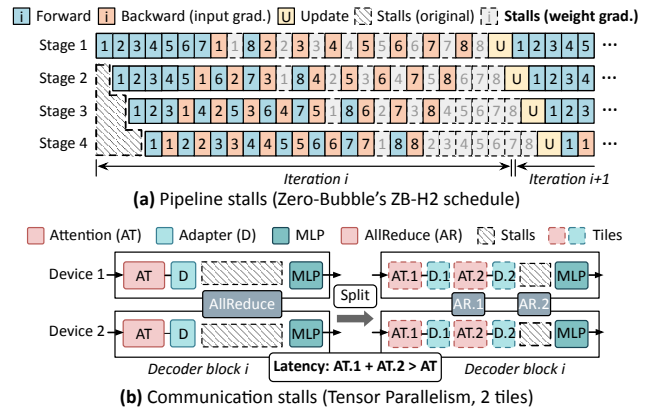 i Forward i Backward (input grad.) U Update Stalls (original) i Stalls (weight grad.)
Stage 1 1 2 3 4 5 6 7 1 1 8 2 2 3 3 4 4 5 5 6 6 7 7 8 8 U 1 2 3 4 5 ...
Stage 2 1 2 3 4 5 1 6 2 7 3 1 8 4 2 5 3 6 4 7 5 8 6 7 8 U 1 2 3 4 ...
Stage 3 1 2 3 1 4 2 5 3 6 4 7 5 1 8 6 2 7 3 8 4 5 6 7 8 U 1 2 3 ...
Stage 4 1 1 2 2 3 3 4 4 5 5 6 6 7 7 1 8 8 2 3 4 5 6 7 8 U 1 1 ...
Iteration i Iteration i+1
(a) Pipeline stalls (Zero-Bubble's ZB-H2 schedule)
Attention (AT) Adapter (D) MLP AllReduce (AR) Stalls Tiles
Device 1 AT D MLP AT.1 D.1 AT.2 D.2 MLP
AllReduce Split AR.1 AR.2
Device 2 AT D MLP AT.1 D.1 AT.2 D.2 MLP
Decoder block i Latency: AT.1 + AT.2 > AT Decoder block i
(b) Communication stalls (Tensor Parallelism, 2 tiles)